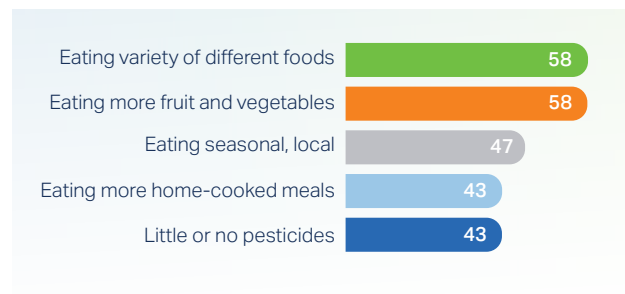 Eating variety of different foods 58
Eating more fruit and vegetables 58
Eating seasonal, local 47
Eating more home-cooked meals 43
Little or no pesticides 43